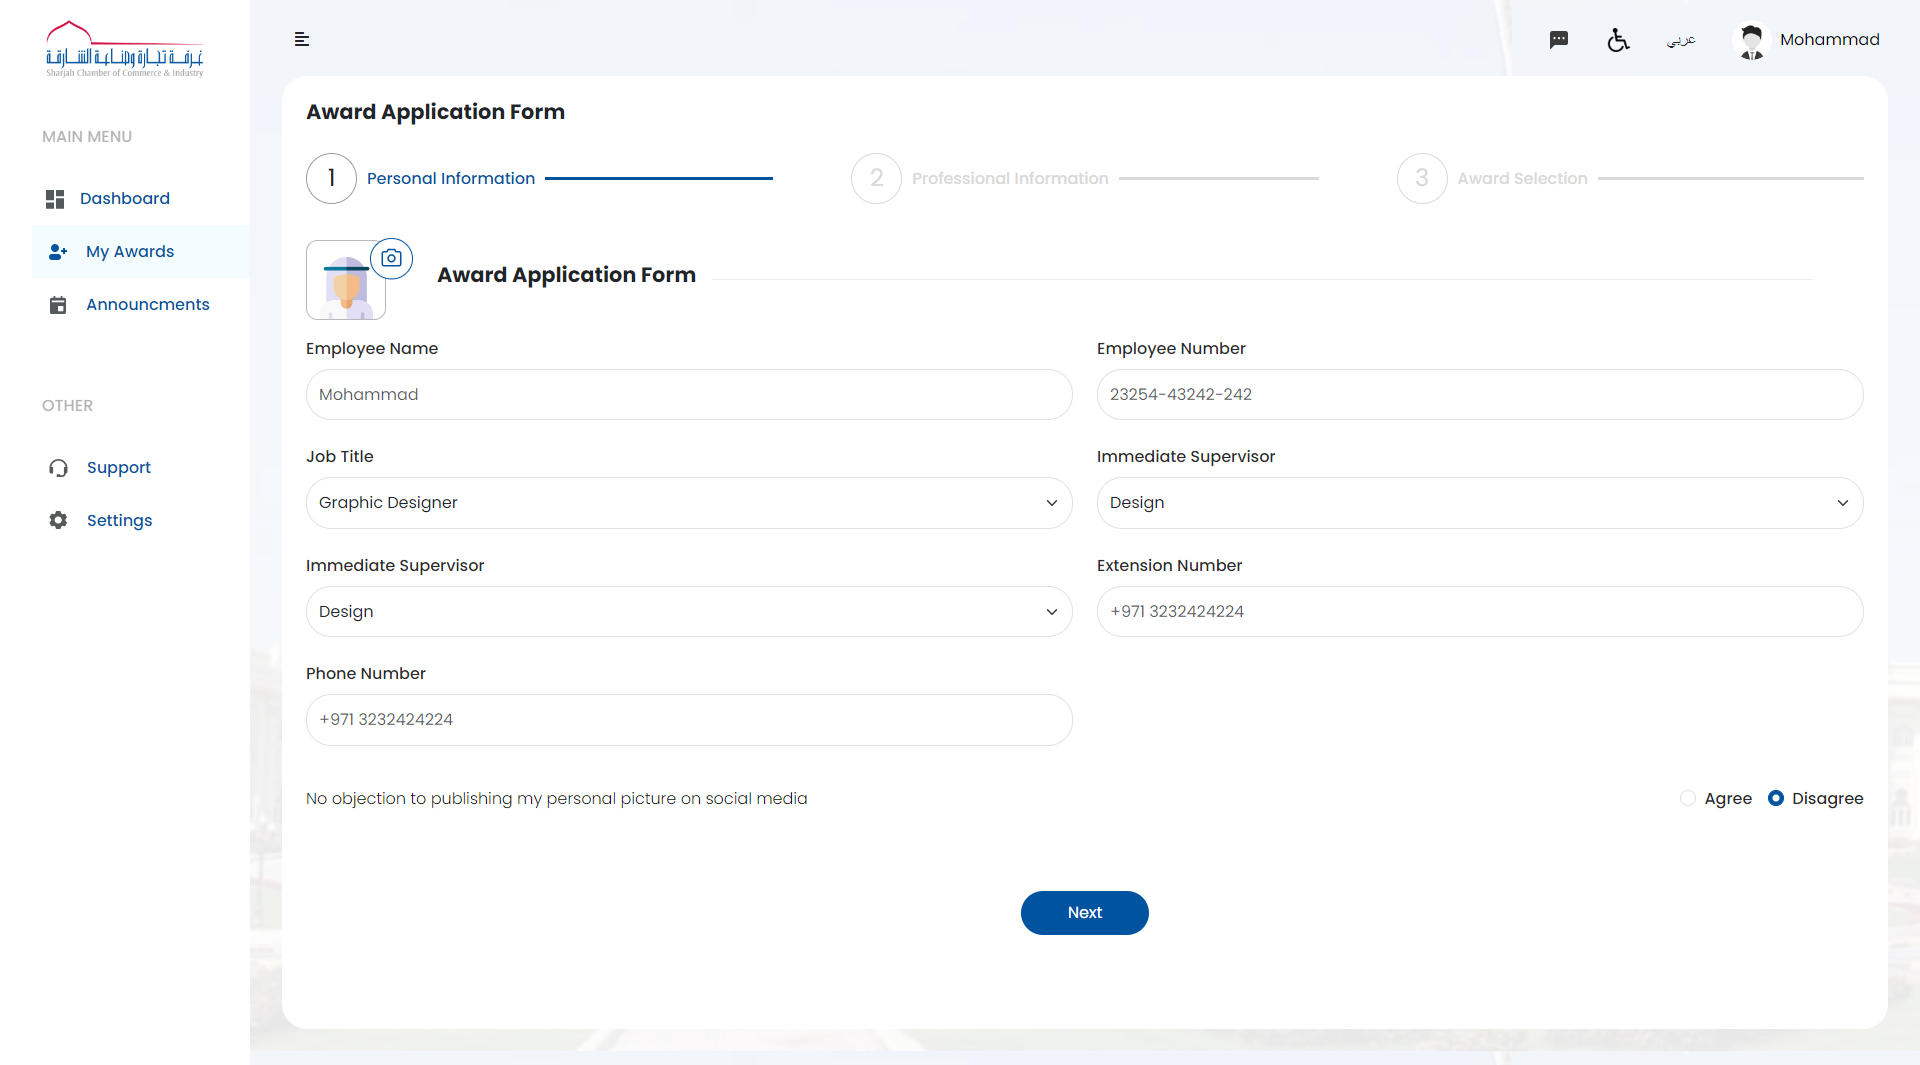 غرفة تجارة وصناعة الشارقة
Sharjah Chamber of Commerce & Industry
عربي
Mohammad
MAIN MENU
Dashboard
My Awards
Announcments
OTHER
Support
Settings
Award Application Form
1 Personal Information
2 Professional Information
3 Award Selection
Award Application Form
Employee Name
Employee Number
Mohammad
23254-43242-242
Job Title
Immediate Supervisor
Graphic Designer
Design
Immediate Supervisor
Extension Number
Design
+971 3232424224
Phone Number
+971 3232424224
No objection to publishing my personal picture on social media
Agree
Disagree
Next